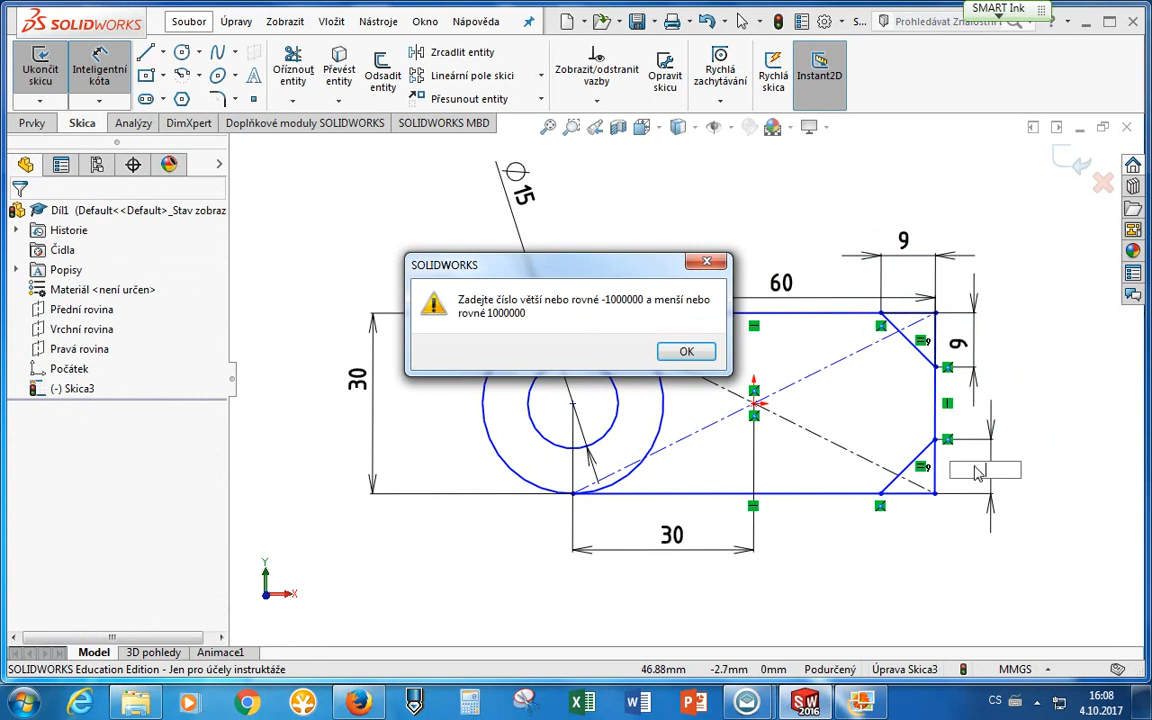 SMART Ink
SOLIDWORKS
Soubor
Úpravy
Zobrazit
Vložit
Nástroje
Okno
Nápověda
S...
Prohledávat Znalostní
Ukončit skicu
Inteligentní kóta
Oříznout entity
Převést entity
Odsadit entity
Zrcadlit entity
Lineární pole skici
Přesunout entity
Zobrazit/odstranit vazby
Opravit skicu
Rychlá zachytávání
Rychlá skica
Instant2D
Prvky
Skica
Analýzy
DimXpert
Doplňkové moduly SOLIDWORKS
SOLIDWORKS MBD
Díl1 (Default<<Default>_Stav zobraz
Historie
Čidla
Popisy
Materiál <není určen>
Přední rovina
Vrchní rovina
Pravá rovina
Počátek
(-) Skica3
∅ 15
9
60
9
30
30
SOLIDWORKS
Zadejte číslo větší nebo rovné -1000000 a menší nebo
rovné 1000000
OK
Y
X
Model
3D pohledy
Animace1
SOLIDWORKS Education Edition - Jen pro účely instruktáže
46.88mm
-2.7mm
0mm
Podurčený
Úprava Skica3
MMGS
2016
CS
16:08
4.10.2017